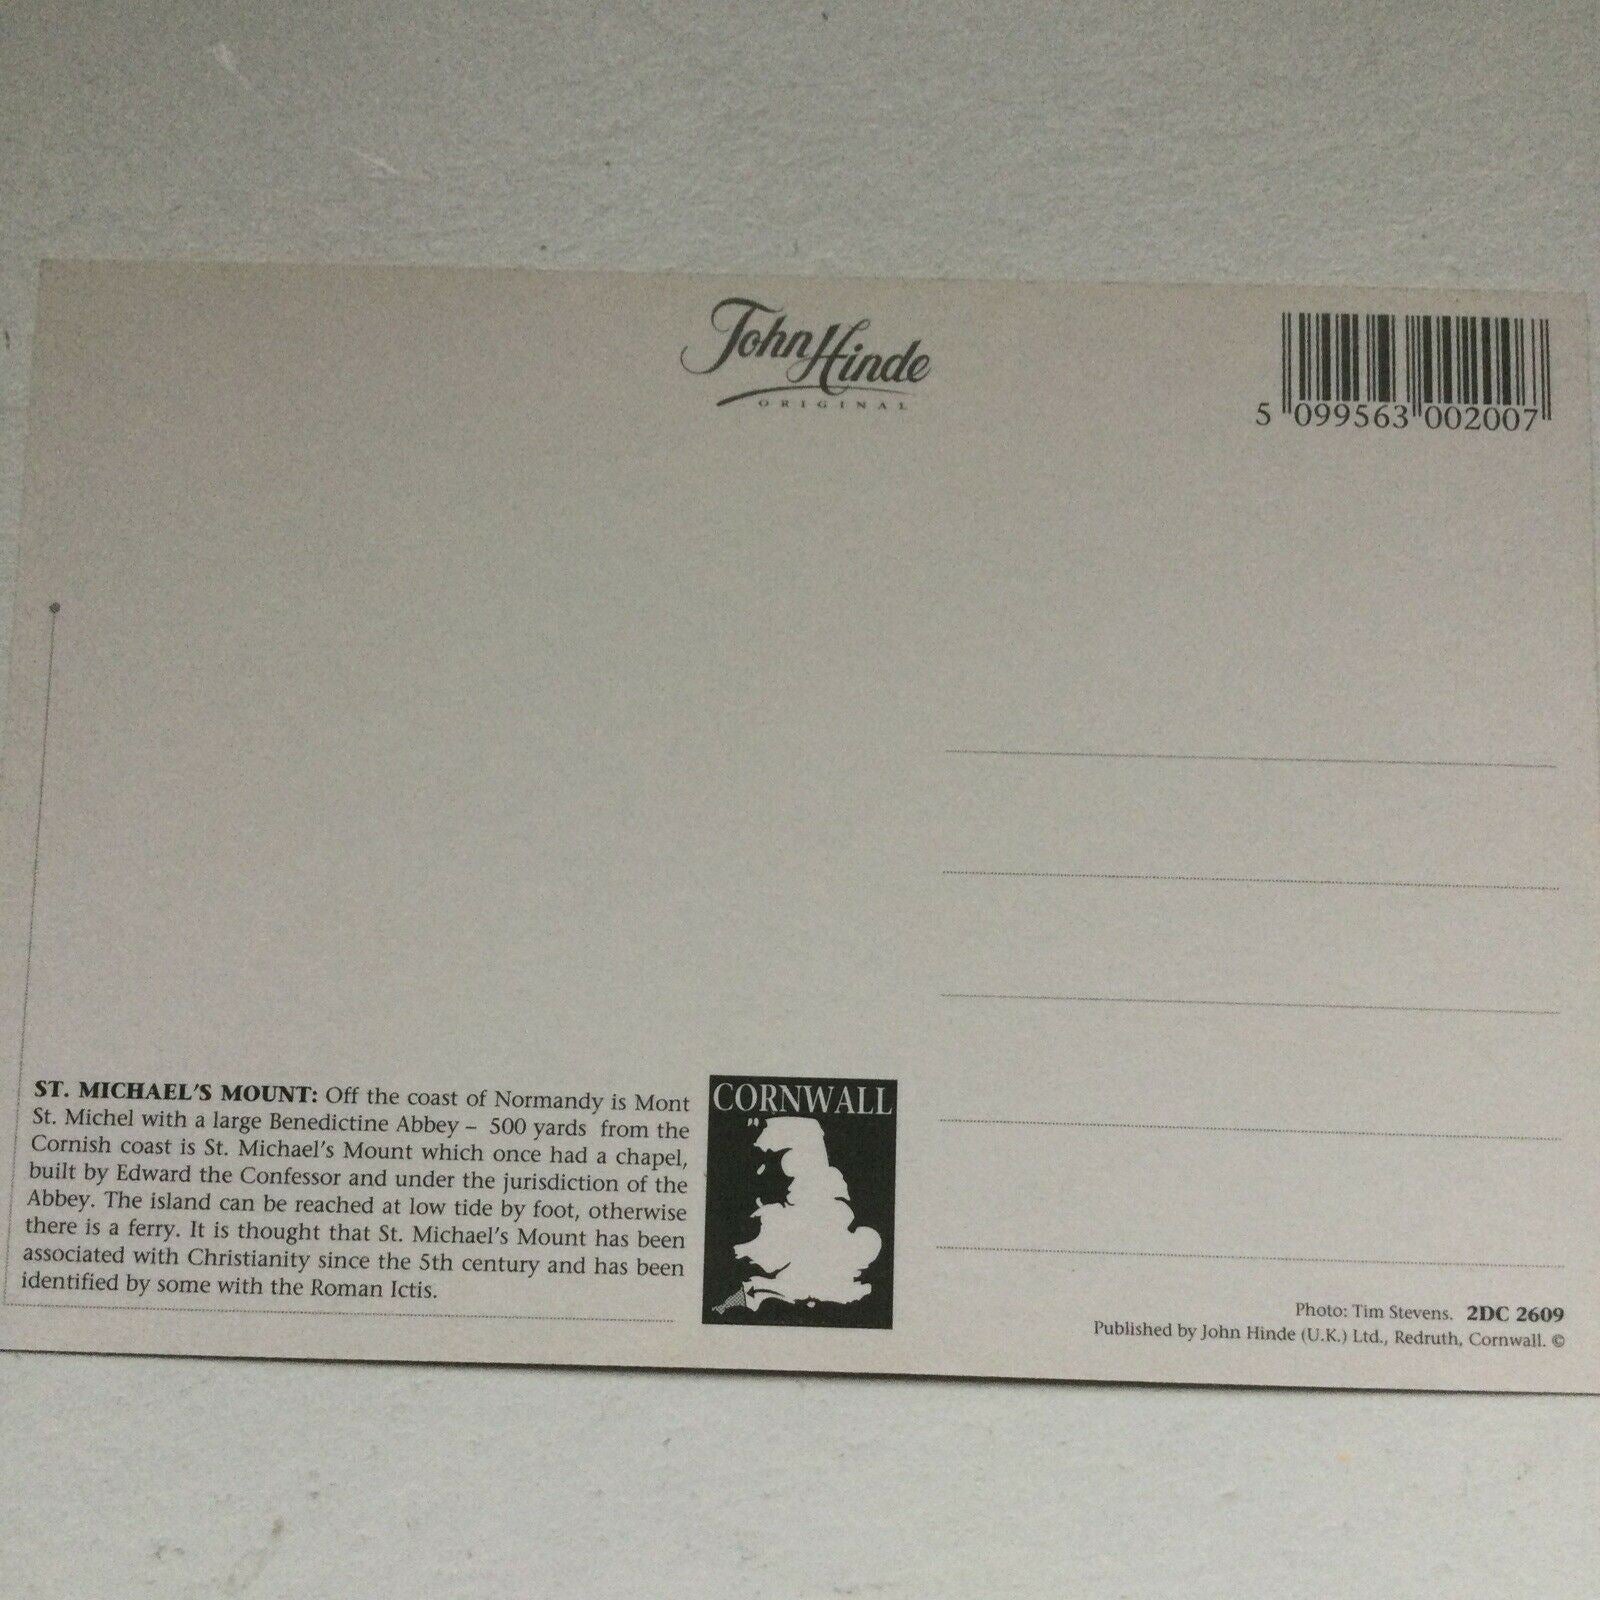 John Hinde
ORIGINAL
5 099563 002007
ST. MICHAEL'S MOUNT: Off the coast of Normandy is Mont
St. Michel with a large Benedictine Abbey – 500 yards from the
Cornish coast is St. Michael's Mount which once had a chapel,
built by Edward the Confessor and under the jurisdiction of the
Abbey. The island can be reached at low tide by foot, otherwise
there is a ferry. It is thought that St. Michael's Mount has been
associated with Christianity since the 5th century and has been
identified by some with the Roman Ictis.
CORNWALL
Photo: Tim Stevens. 2DC 2609
Published by John Hinde (U.K.) Ltd., Redruth, Cornwall. ©